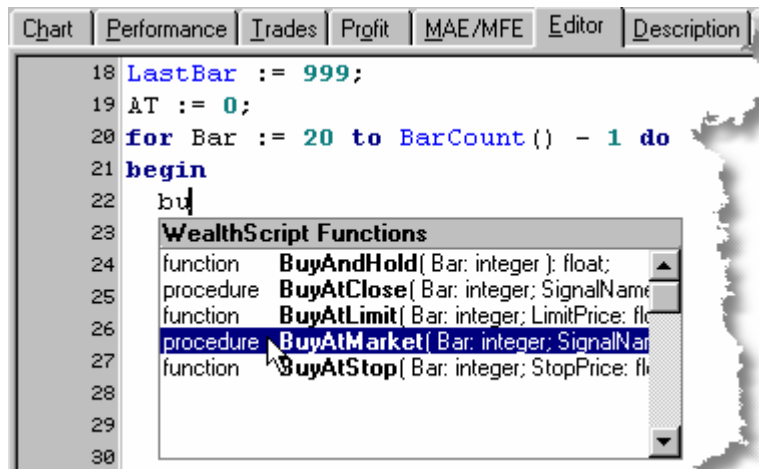 Chart Performance Trades Profit MAE/MFE Editor Description
18 LastBar := 999;
19 AT := 0;
20 for Bar := 20 to BarCount() - 1 do
21 begin
22 bu
23 WealthScript Functions
24 function BuyAndHold( Bar: integer ): float;
25 procedure BuyAtClose( Bar: integer; SignalName
function BuyAtLimit( Bar: integer; LimitPrice:
26 procedure BuyAtMarket( Bar: integer;
27 function BuyAtStop( Bar: integer; StopPrice:
28
29
30